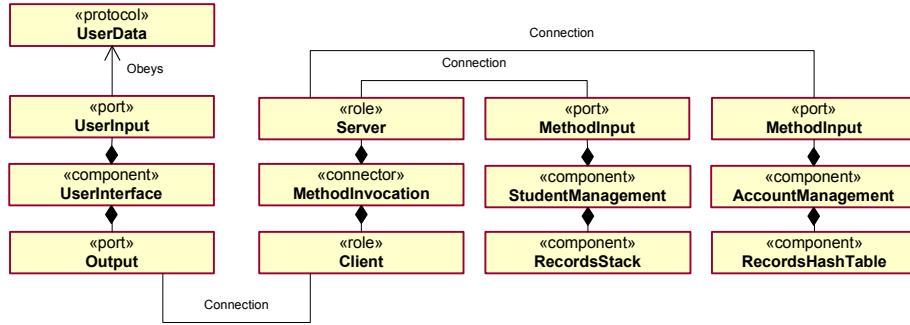 «protocol»
UserData
Obeys
Connection
Connection
«port»
UserInput
«role»
Server
«port»
MethodInput
«port»
MethodInput
«component»
UserInterface
«connector»
MethodInvocation
«component»
StudentManagement
«component»
AccountManagement
«port»
Output
«role»
Client
«component»
RecordsStack
«component»
RecordsHashTable
Connection